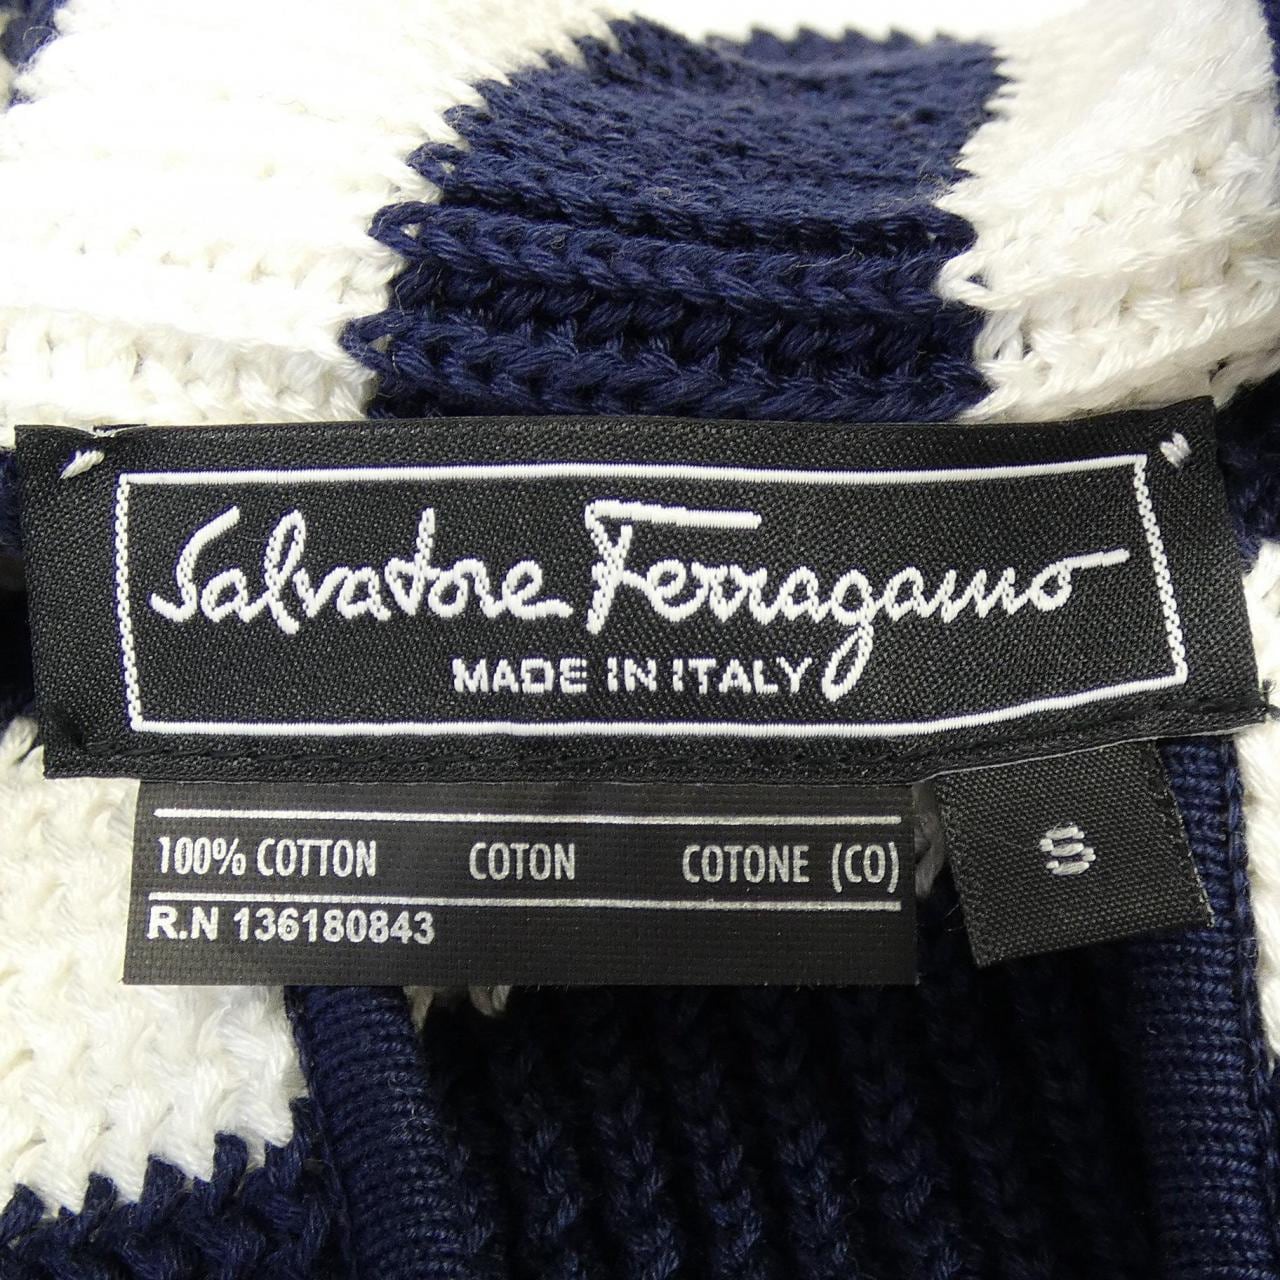 Salvatore Ferragamo
MADE IN ITALY
100% COTTON COTON COTONE (CO)
R.N 136180843
S